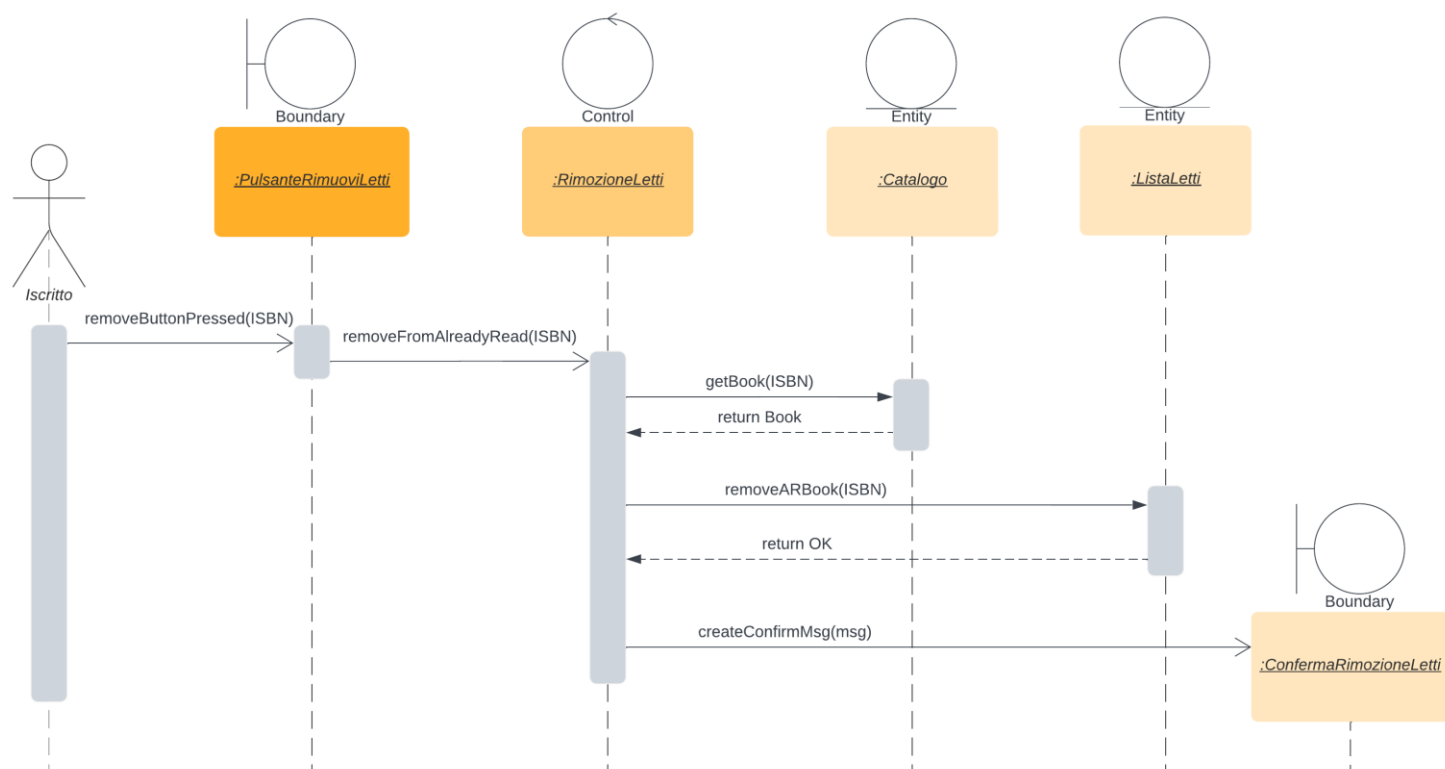 Boundary
Control
Entity
Entity
:PulsanteRimuoviLetti
:RimozioneLetti
:Catalogo
:ListaLetti
Iscritto
removeButtonPressed(ISBN)
removeFromAlreadyRead(ISBN)
getBook(ISBN)
return Book
removeARBook(ISBN)
return OK
Boundary
createConfirmMsg(msg)
:ConfermaRimozioneLetti